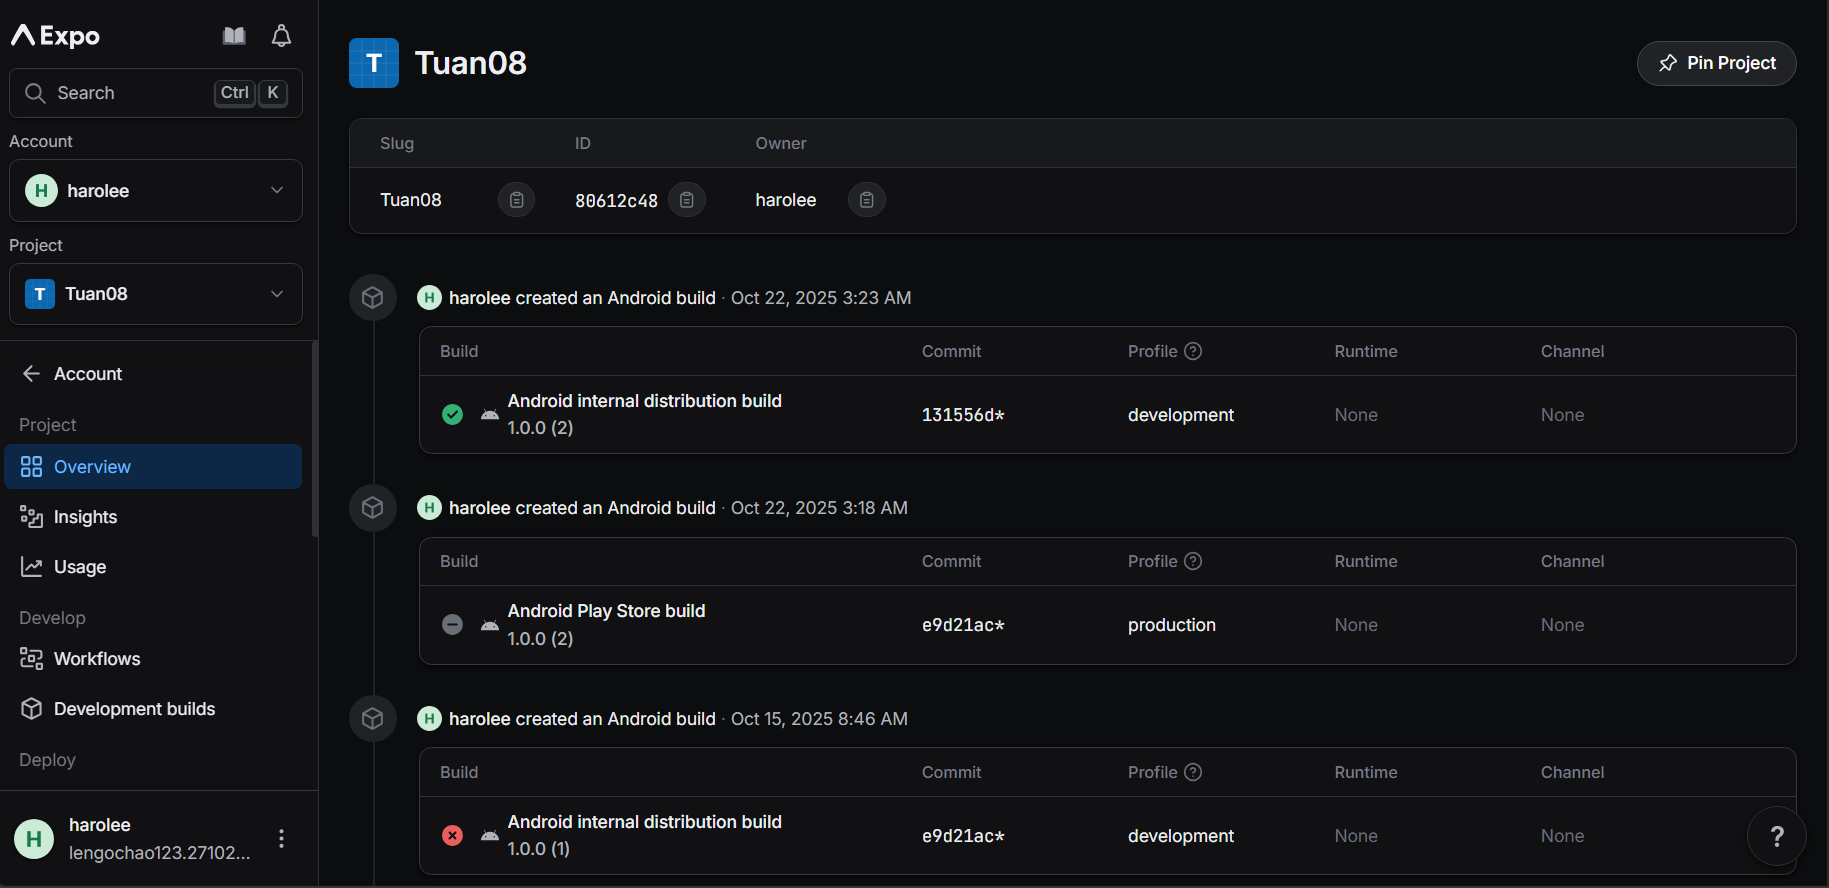 Expo
Search Ctrl K
Account
H harolee
Project
T Tuan08
Account
Project
Overview
Insights
Usage
Develop
Workflows
Development builds
Deploy
H harolee
lengochao123.27102...
T Tuan08
Pin Project
Slug ID Owner
Tuan08 80612c48 harolee
H harolee created an Android build · Oct 22, 2025 3:23 AM
Build Commit Profile ? Runtime Channel
Android internal distribution build
1.0.0 (2)
131556d* development None None
H harolee created an Android build · Oct 22, 2025 3:18 AM
Build Commit Profile ? Runtime Channel
Android Play Store build
1.0.0 (2)
e9d21ac* production None None
H harolee created an Android build · Oct 15, 2025 8:46 AM
Build Commit Profile ? Runtime Channel
Android internal distribution build
1.0.0 (1)
e9d21ac* development None None
?